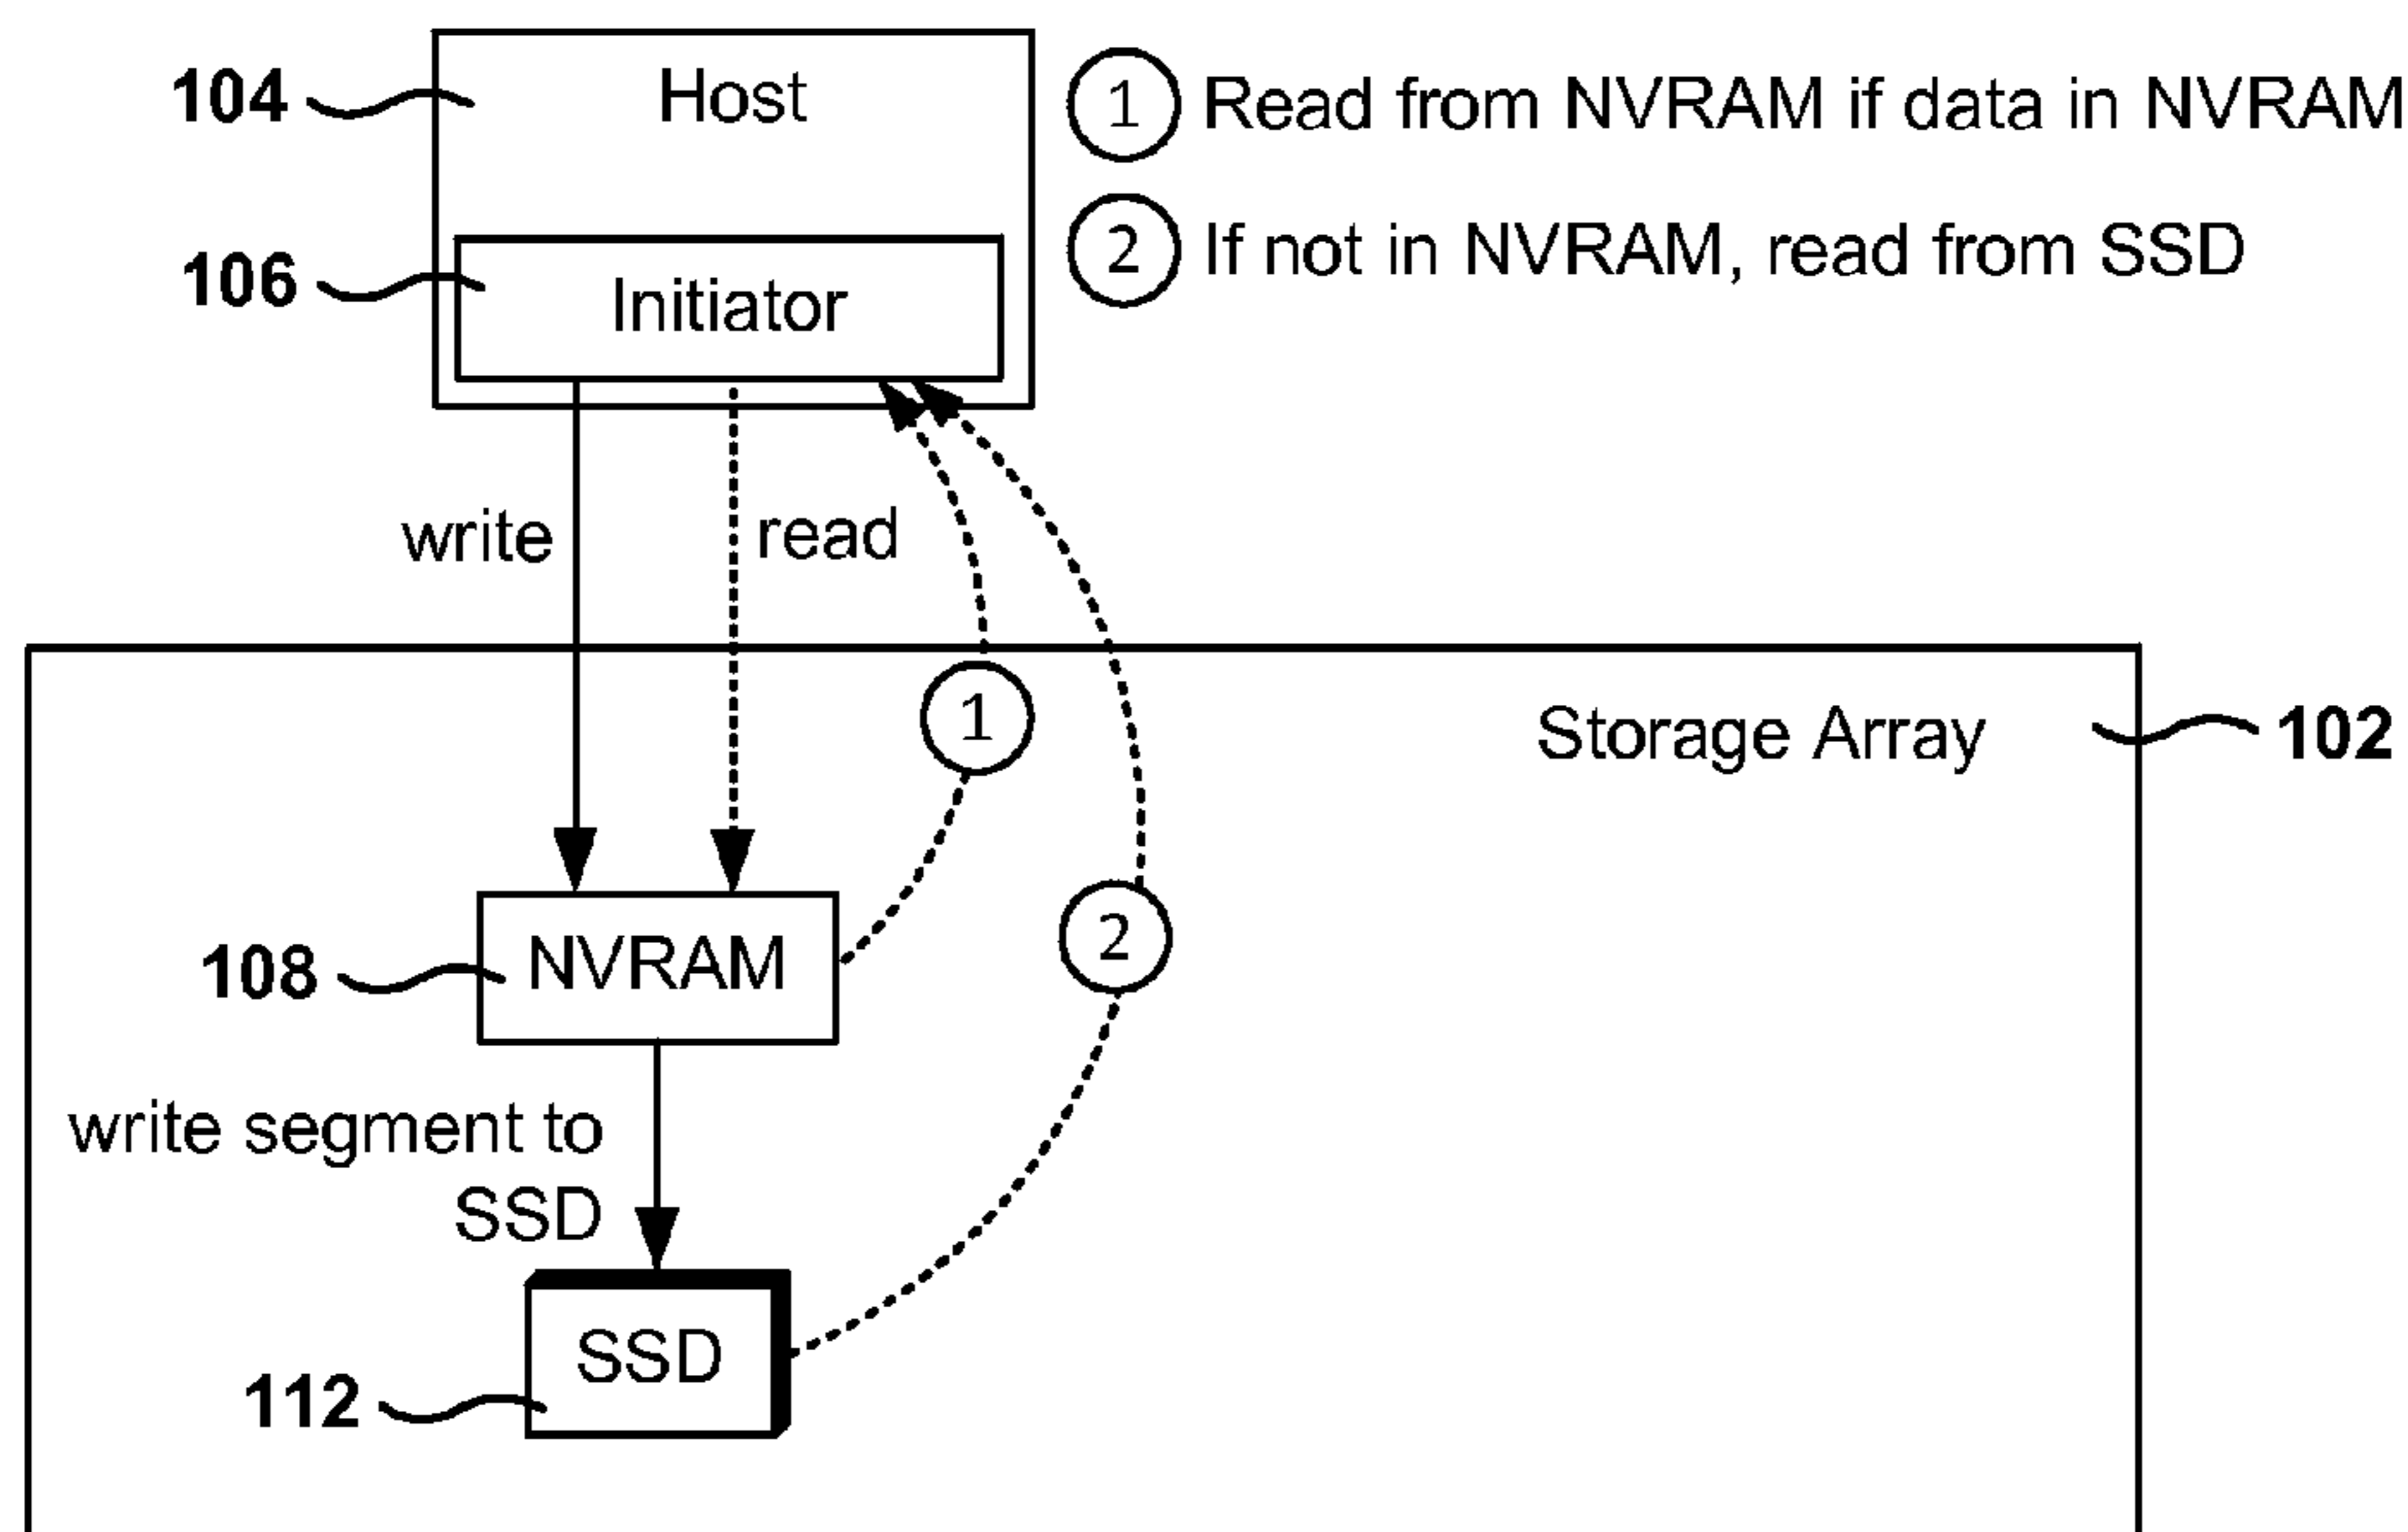 104
Host
① Read from NVRAM if data in NVRAM
② If not in NVRAM, read from SSD
106
Initiator
write
read
①
Storage Array
102
②
108
NVRAM
write segment to
SSD
SSD
112